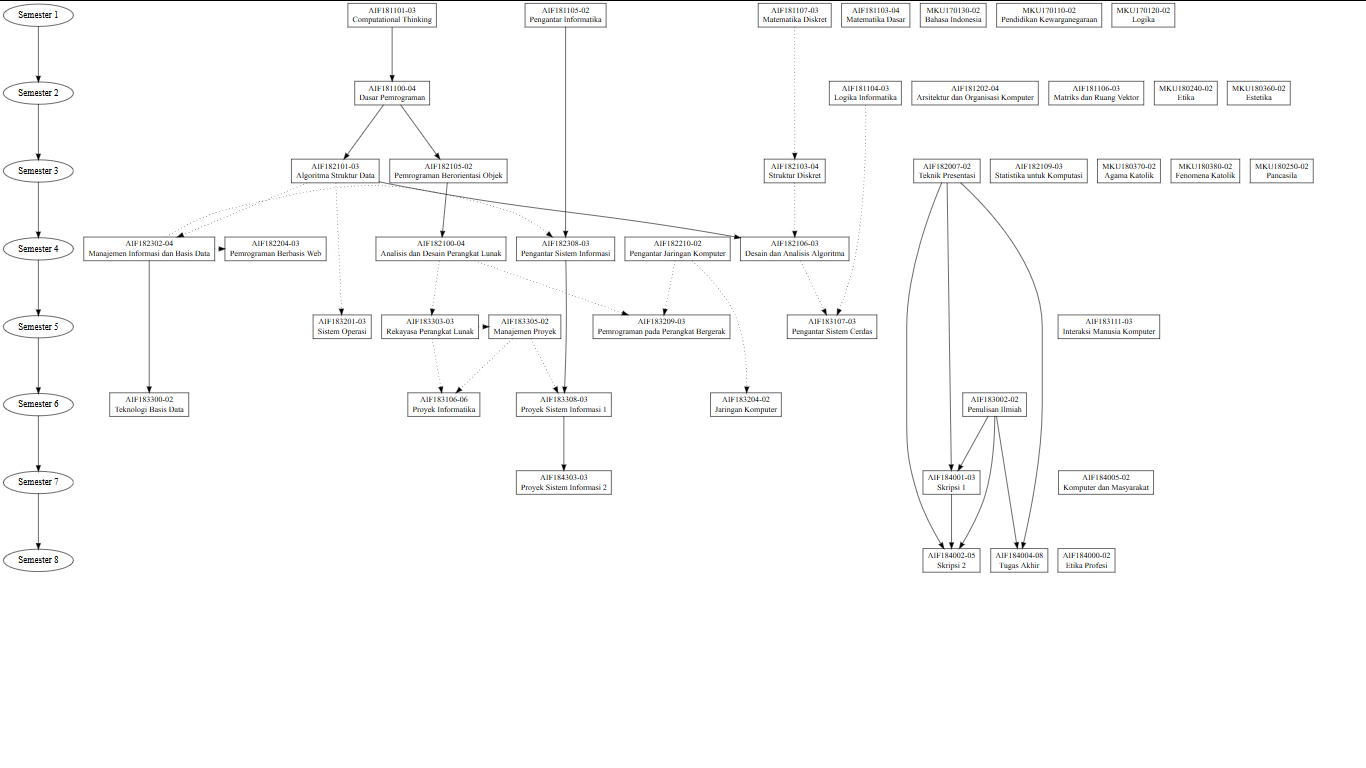 Semester 1
AIF181101-03
Computational Thinking
AIF181105-02
Pengantar Informatika
AIF181107-03
Matematika Diskret
AIF181103-04
Matematika Dasar
MKU170130-02
Bahasa Indonesia
MKU170110-02
Pendidikan Kewarganegaraan
MKU170120-02
Logika
Semester 2
AIF181100-04
Dasar Pemrograman
AIF181104-03
Logika Informatika
AIF181202-04
Arsitektur dan Organisasi Komputer
AIF181106-03
Matriks dan Ruang Vektor
MKU180240-02
Etika
MKU180360-02
Estetika
Semester 3
AIF182101-03
Algoritma Struktur Data
AIF182105-02
Pemrograman Berorientasi Objek
AIF182103-04
Struktur Diskret
AIF182007-02
Teknik Presentasi
AIF182109-03
Statistika untuk Komputasi
MKU180370-02
Agama Katolik
MKU180380-02
Fenomena Katolik
MKU180250-02
Pancasila
Semester 4
AIF182302-04
Manajemen Informasi dan Basis Data
AIF182204-03
Pemrograman Berbasis Web
AIF182100-04
Analisis dan Desain Perangkat Lunak
AIF182308-03
Pengantar Sistem Informasi
AIF182210-02
Pengantar Jaringan Komputer
AIF182106-03
Desain dan Analisis Algoritma
Semester 5
AIF183201-03
Sistem Operasi
AIF183303-03
Rekayasa Perangkat Lunak
AIF183305-02
Manajemen Proyek
AIF183209-03
Pemrograman pada Perangkat Bergerak
AIF183107-03
Pengantar Sistem Cerdas
AIF183111-03
Interaksi Manusia Komputer
Semester 6
AIF183300-02
Teknologi Basis Data
AIF183106-06
Proyek Informatika
AIF183308-03
Proyek Sistem Informasi 1
AIF183204-02
Jaringan Komputer
AIF183002-02
Penulisan Ilmiah
Semester 7
AIF184303-03
Proyek Sistem Informasi 2
AIF184001-03
Skripsi 1
AIF184005-02
Komputer dan Masyarakat
Semester 8
AIF184002-05
Skripsi 2
AIF184004-08
Tugas Akhir
AIF184000-02
Etika Profesi